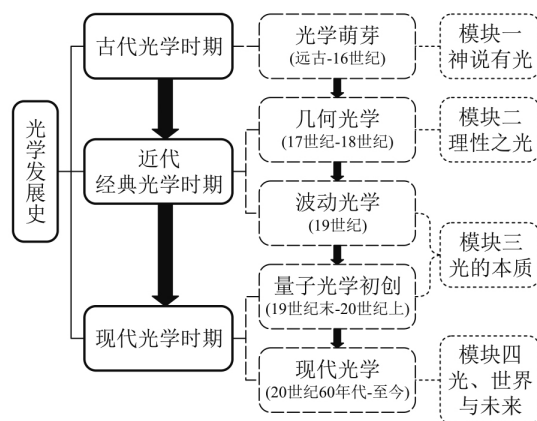 光学发展史
古代光学时期
近代
经典光学时期
现代光学时期
光学萌芽
(远古-16世纪)
几何光学
(17世纪-18世纪)
波动光学
(19世纪)
量子光学初创
(19世纪末-20世纪上)
现代光学
(20世纪60年代-至今)
模块一
神说有光
模块二
理性之光
模块三
光的本质
模块四
光、世界
与未来